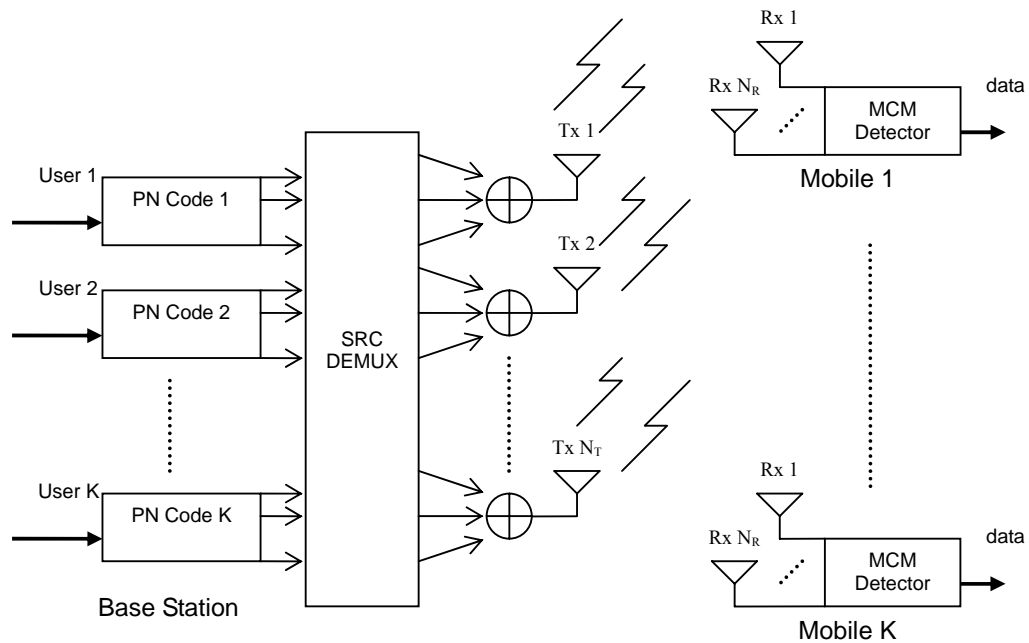 User 1
PN Code 1
User 2
PN Code 2
User K
PN Code K
Base Station
SRC
DEMUX
Tx 1
Tx 2
Tx N_T
Rx 1
Rx N_R
MCM
Detector
data
Mobile 1
Rx 1
Rx N_R
MCM
Detector
data
Mobile K